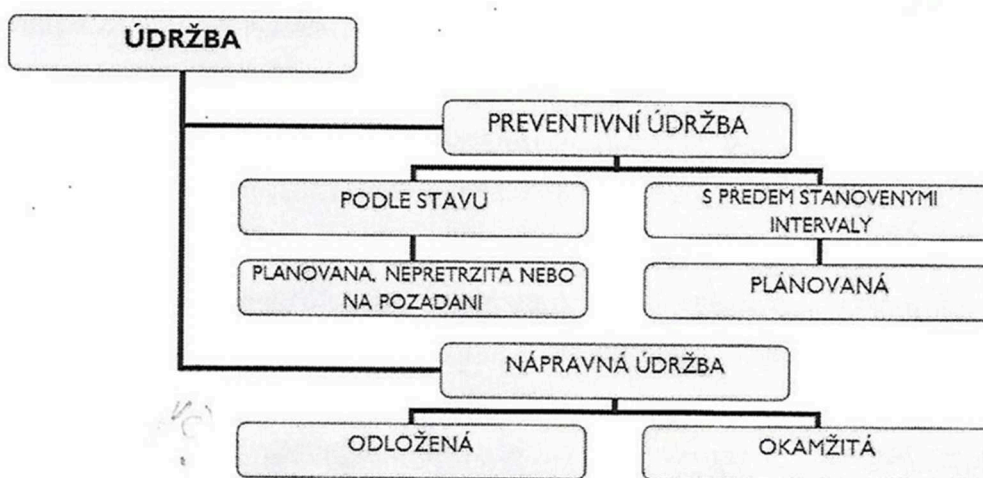 ÚDRŽBA
PREVENTIVNÍ ÚDRŽBA
PODLE STAVU
S PŘEDEM STANOVENYMI
INTERVALY
PLANOVANA, NEPRETRZITA NEBO
NA POZADANI
PLÁNOVANÁ
NÁPRAVNÁ ÚDRŽBA
ODLOŽENÁ
OKAMŽITÁ